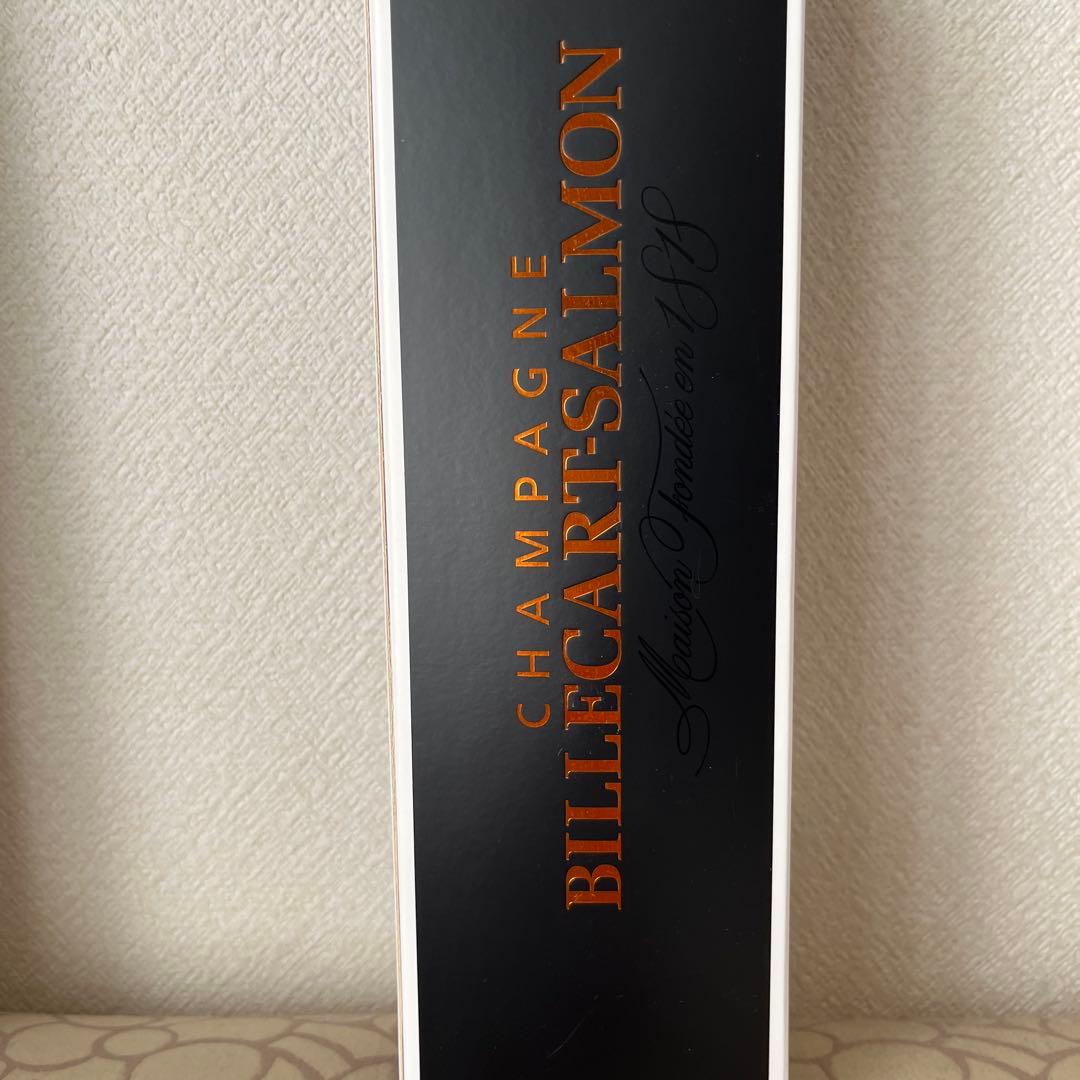 CHAMPAGNE
BILLECART-SALMON
Maison Fondée en 1818